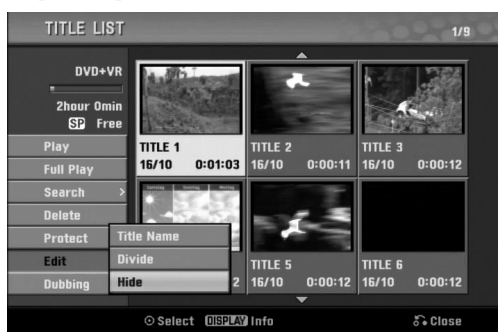 TITLE LIST
1/9
DVD+VR
2hour 0min
SP Free
Play
Full Play
Search >
Delete
Protect
Edit
Dubbing
Title Name
Divide
Hide
TITLE 1
16/10 0:01:03
TITLE 2
16/10 0:00:11
TITLE 3
16/10 0:00:12
Samstag Sonntag Montag
2
TITLE 5
16/10 0:00:12
TITLE 6
16/10 0:00:12
Select DISPLAY Info
Close